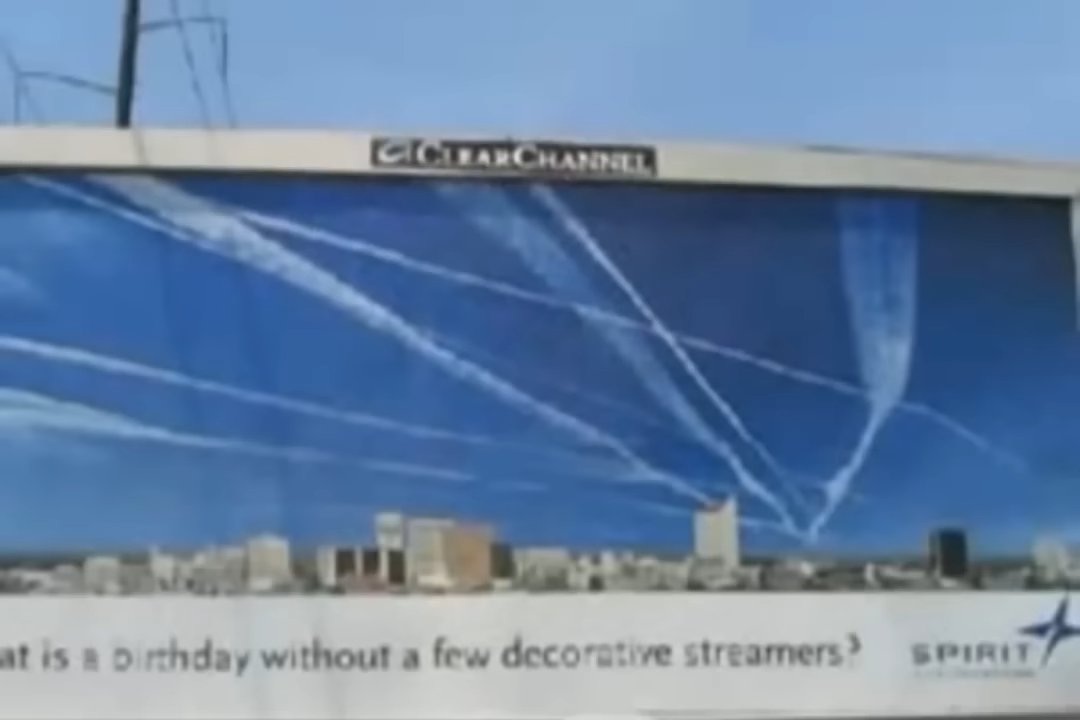 CLEARCHANNEL
at is a birthday without a few decorative streamers?
SPIRIT